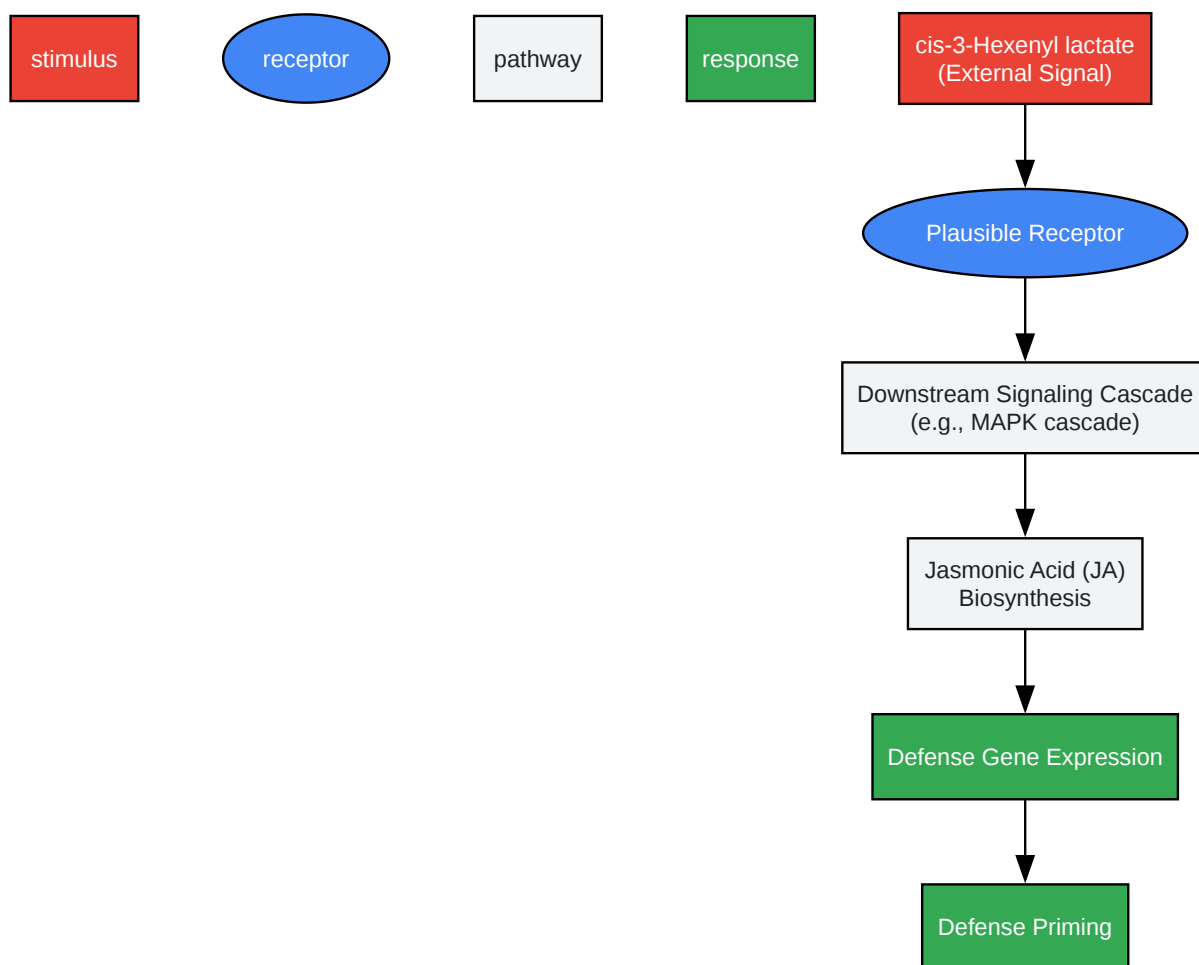 stimulus
receptor
pathway
response
cis-3-Hexenyl lactate
(External Signal)
Plausible Receptor
Downstream Signaling Cascade
(e.g., MAPK cascade)
Jasmonic Acid (JA)
Biosynthesis
Defense Gene Expression
Defense Priming